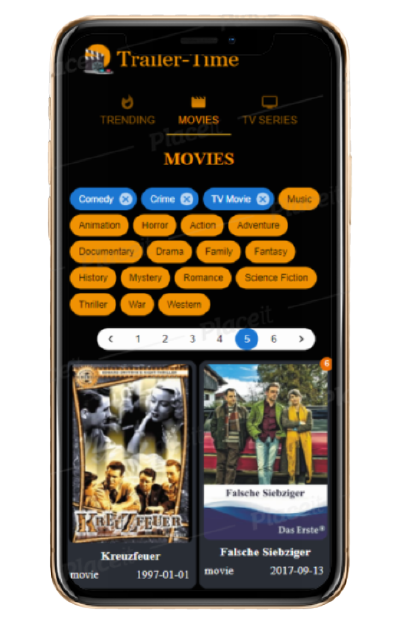 Trailer-Time
TRENDING MOVIES TV SERIES
MOVIES
Comedy Crime TV Movie Music
Animation Horror Action Adventure
Documentary Drama Family Fantasy
History Mystery Romance Science Fiction
Thriller War Western
1 2 3 4 5 6
6
KREUZFEUER
Falsche Siebziger
Das Erste
Kreuzfeuer
movie 1997-01-01
Falsche Siebziger
movie 2017-09-13
Placeit
Placeit
Placeit